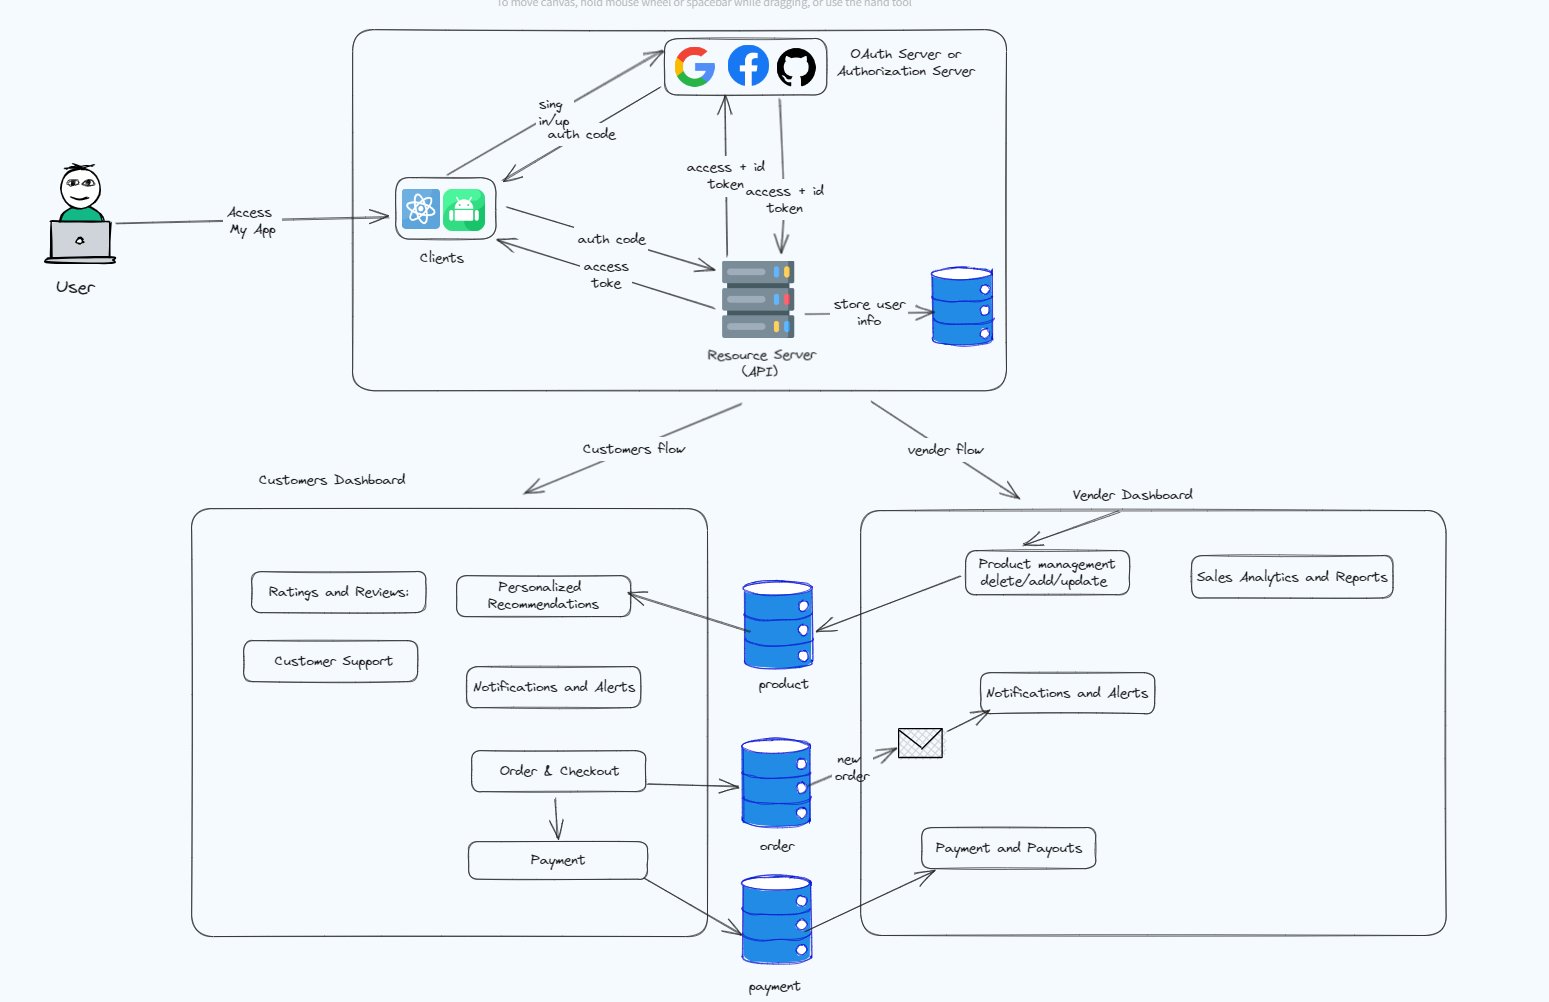 To move canvas, hold mouse wheel or spacebar while dragging, or use the hand tool
OAuth Server or
Authorization Server
sing
in/up
auth code
access + id
token
access + id
token
Access
My App
Clients
User
auth code
access
toke
store user
info
Resource Server
(API)
Customers flow
vender flow
Customers Dashboard
Vender Dashboard
Ratings and Reviews:
Personalized
Recommendations
Customer Support
Notifications and Alerts
Order & Checkout
Payment
product
order
payment
new
order
Product management
delete/add/update
Sales Analytics and Reports
Notifications and Alerts
Payment and Payouts